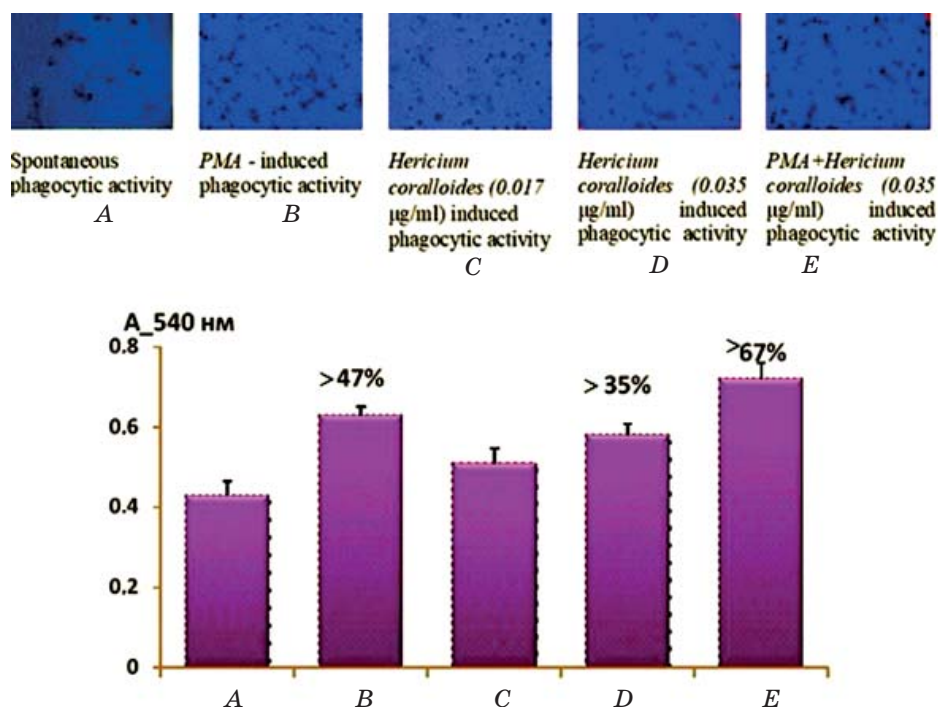 Spontaneous
phagocytic activity
A
PMA - induced
phagocytic activity
B
Hericium
coralloides (0.017
µg/ml) induced
phagocytic activity
C
Hericium
coralloides (0.035
µg/ml) induced
phagocytic activity
D
PMA+Hericium
coralloides (0.035
µg/ml) induced
phagocytic activity
E
A_540 нм
0.8
0.6
0.4
0.2
0
>47%
> 35%
>67%
A B C D E